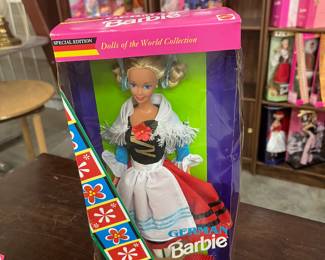 Barbie
SPECIAL EDITION
Dolls of the World Collection
GERMAN
Barbie